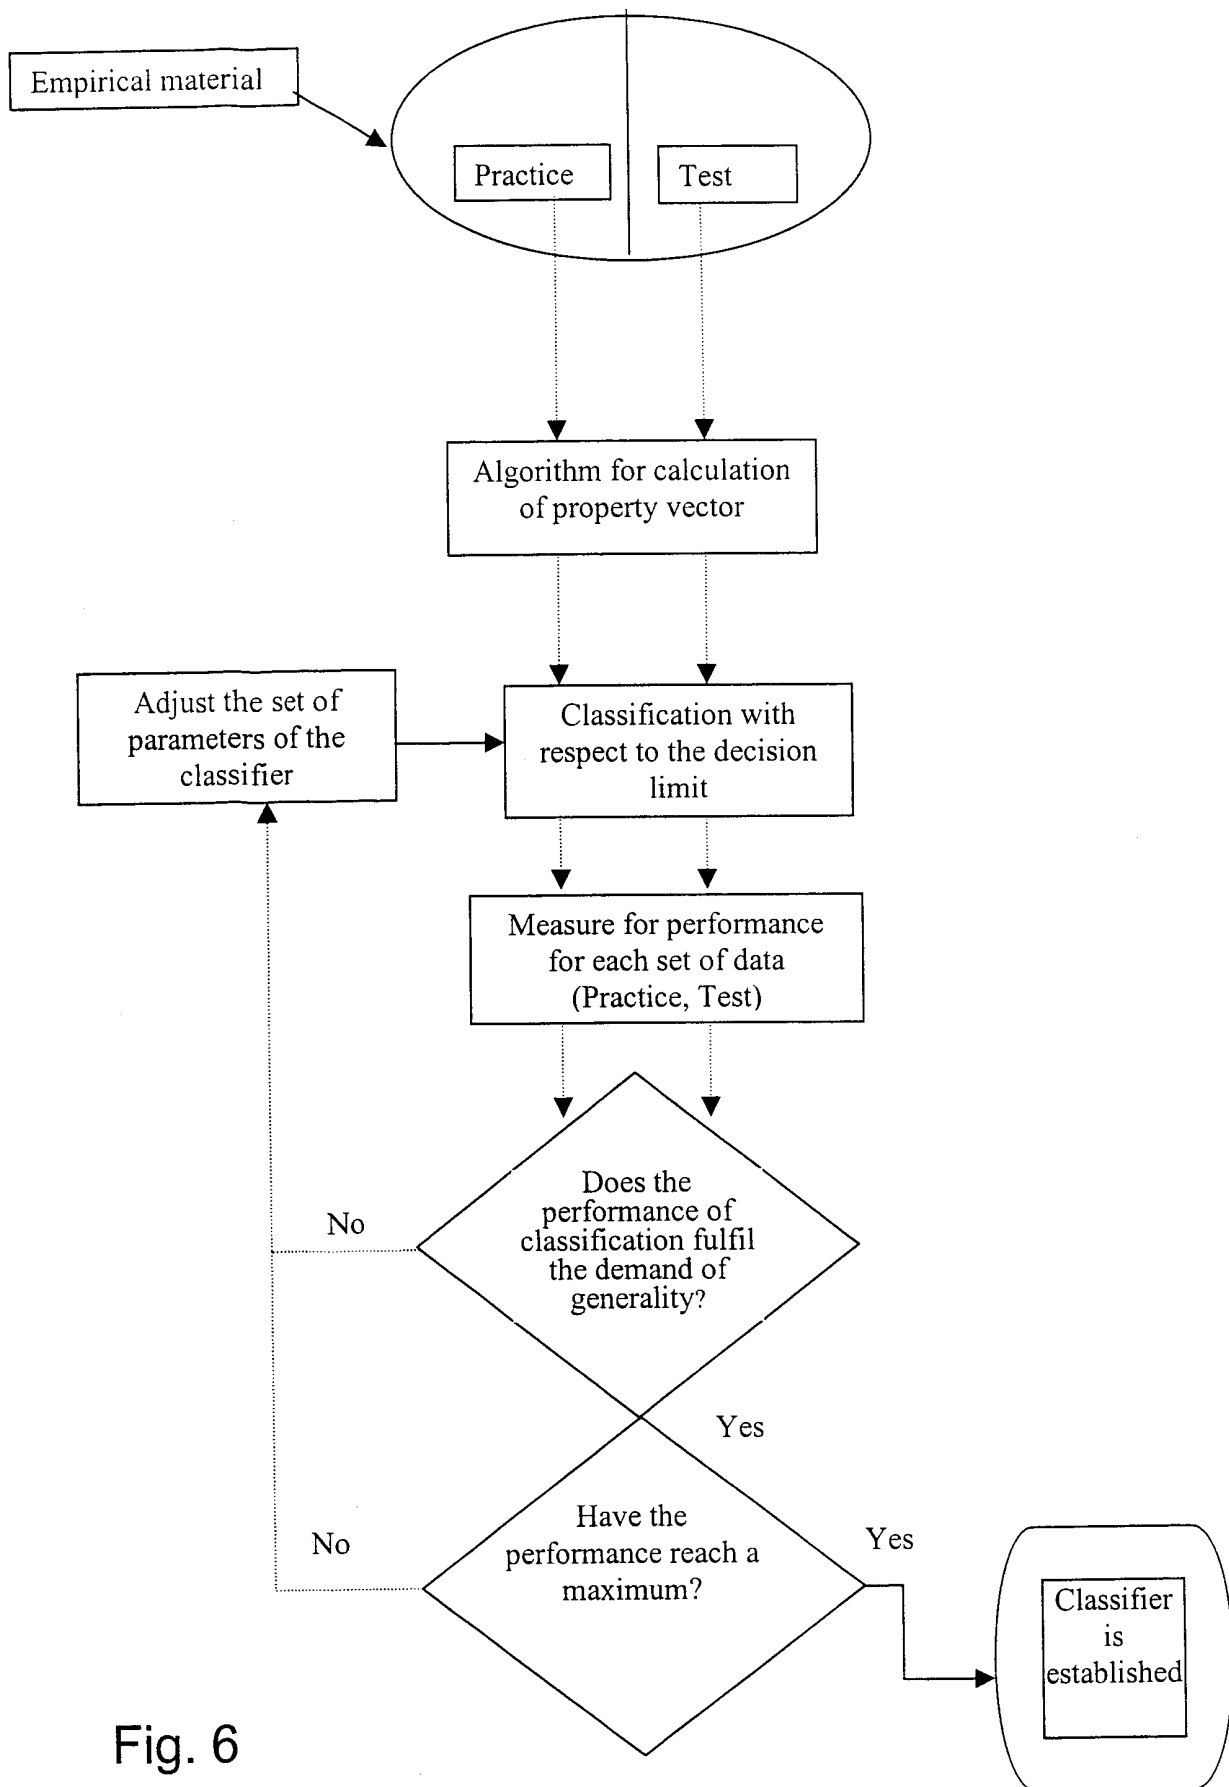 Empirical material
Practice
Test
Algorithm for calculation
of property vector
Adjust the set of
parameters of the
classifier
Classification with
respect to the decision
limit
Measure for performance
for each set of data
(Practice, Test)
Does the
performance of
classification fulfil
the demand of
generality?
No
Yes
Have the
performance reach a
maximum?
No
Yes
Classifier
is
established
Fig. 6